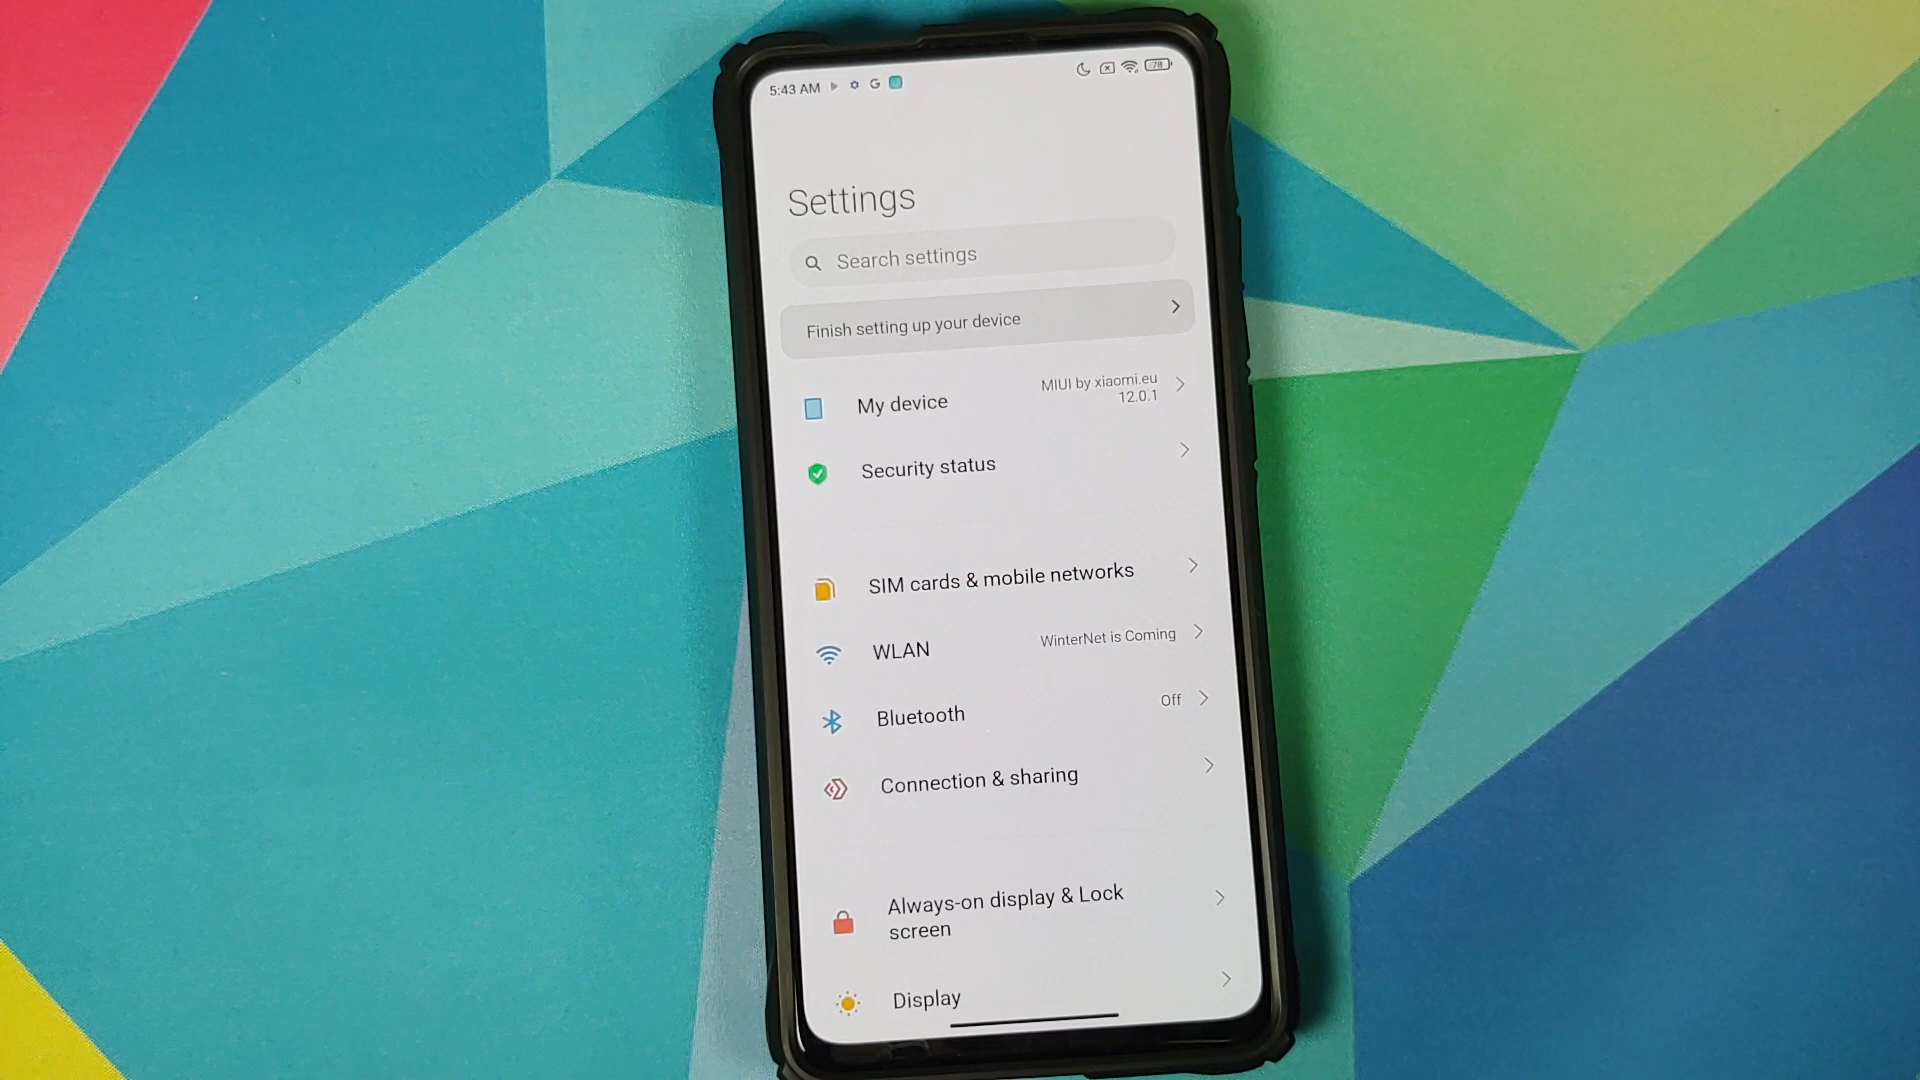 5:43 AM G 78
Settings
Search settings
Finish setting up your device
My device MIUI by xiaomi.eu
12.0.1
Security status
SIM cards & mobile networks
WLAN WinterNet is Coming
Bluetooth Off
Connection & sharing
Always-on display & Lock
screen
Display